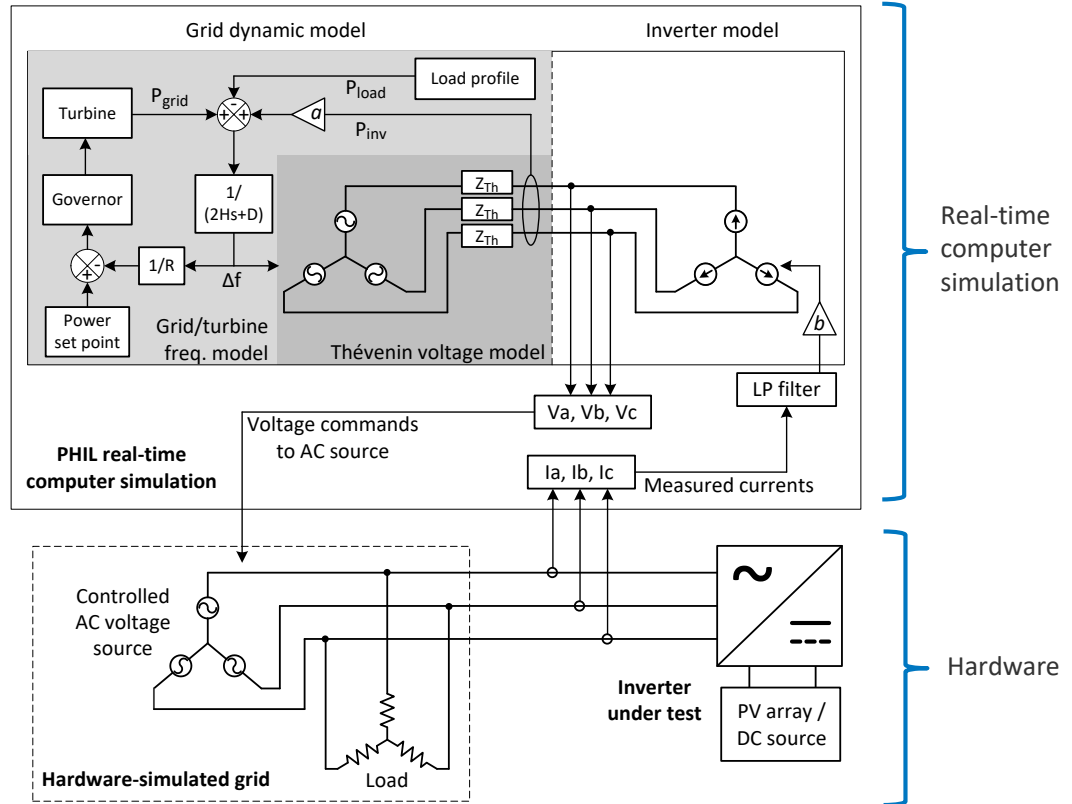 Grid dynamic model
Inverter model
Load profile
P_load
P_grid
Turbine
a
P_inv
1/
(2Hs+D)
Governor
Z_Th
Z_Th
Z_Th
1/R
Δf
Power
set point
Grid/turbine
freq. model
Thévenin voltage model
b
LP filter
Va, Vb, Vc
Voltage commands
to AC source
PHIL real-time
computer simulation
Ia, Ib, Ic
Measured currents
Real-time
computer
simulation
Controlled
AC voltage
source
Inverter
under test
PV array /
DC source
Load
Hardware-simulated grid
Hardware